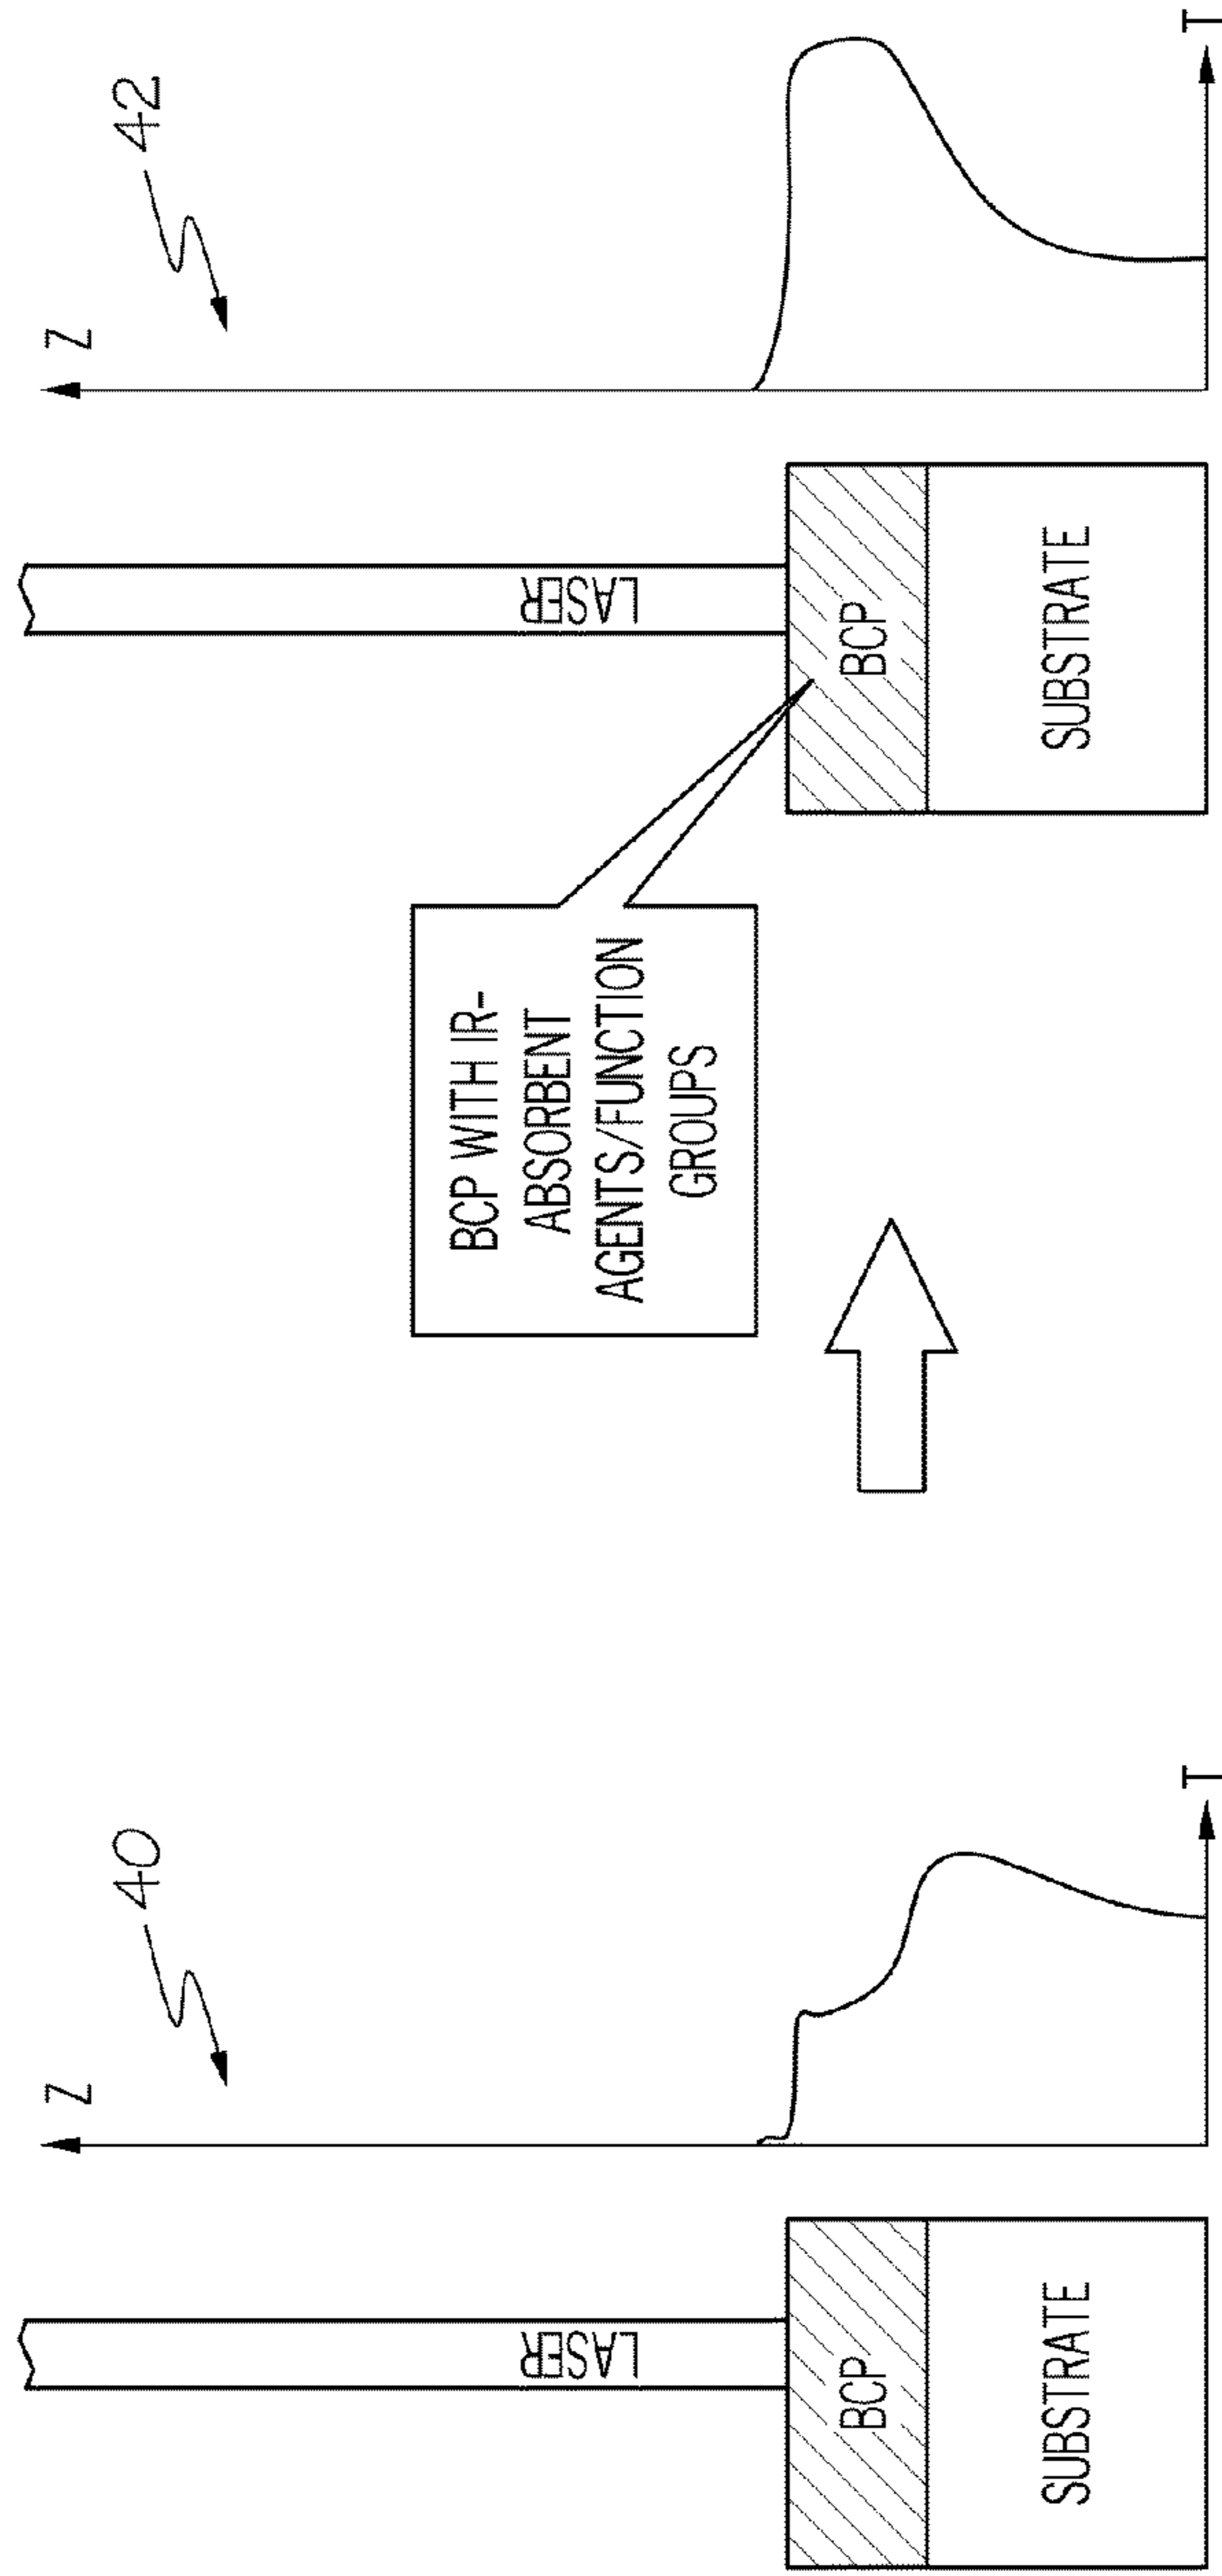 40
Z
T
LASER
BCP
SUBSTRATE
BCP WITH IR-
ABSORBENT
AGENTS/FUNCTION
GROUPS
42
Z
T
LASER
BCP
SUBSTRATE